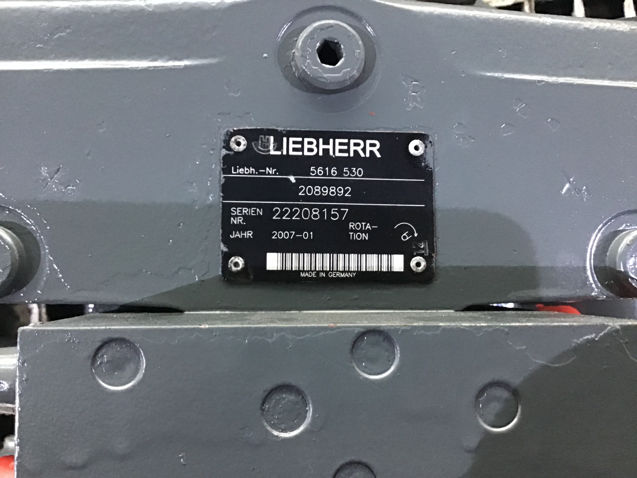 LIEBHERR
Liebh.-Nr. 5616 530
2089892
SERIEN NR. 22208157
JAHR 2007-01 ROTA-TION
MADE IN GERMANY